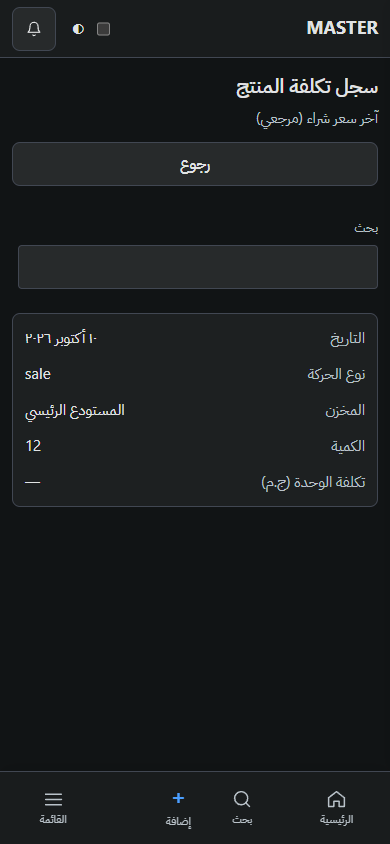 MASTER
سجل تكلفة المنتج
آخر سعر شراء (مرجعي)
رجوع
بحث
التاريخ ١٠ أكتوبر ٢٠٢٦
نوع الحركة sale
المخزن المستودع الرئيسي
الكمية 12
تكلفة الوحدة (ج.م) —
الرئيسية بحث إضافة القائمة